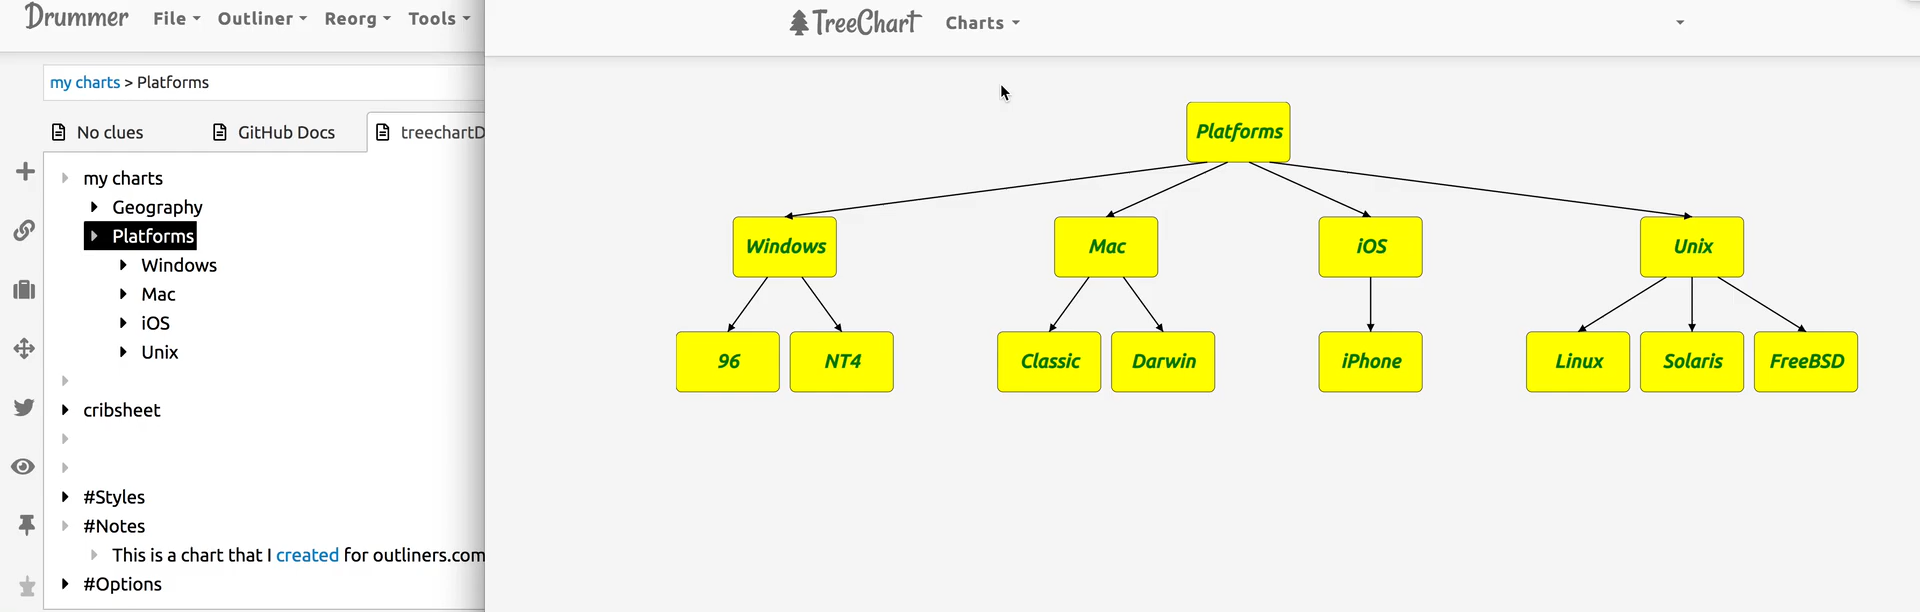 Drummer File Outliner Reorg Tools
my charts > Platforms
No clues GitHub Docs treechartD
my charts
Geography
Platforms
Windows
Mac
iOS
Unix
cribsheet
#Styles
#Notes
This is a chart that I created for outliners.com
#Options
TreeChart Charts
Platforms
Windows Mac iOS Unix
96 NT4 Classic Darwin iPhone Linux Solaris FreeBSD